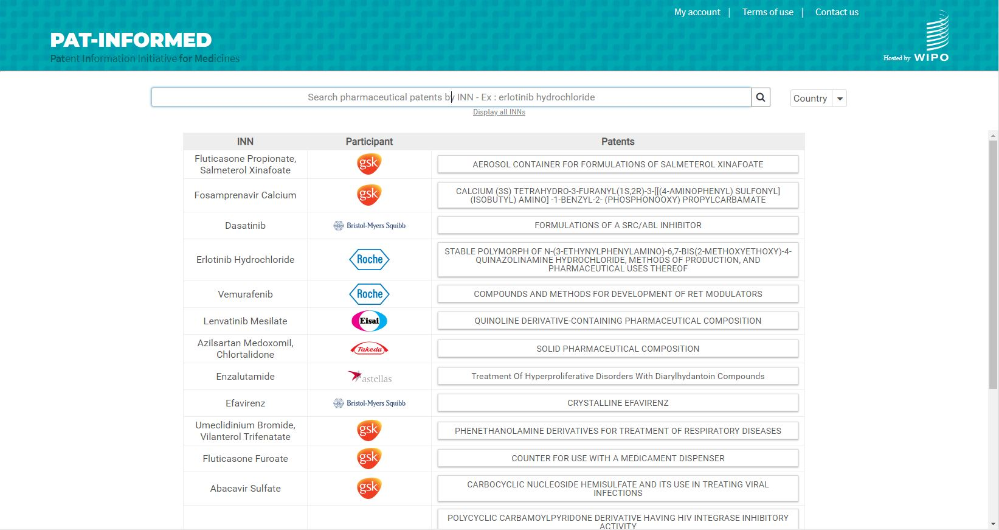 My account | Terms of use | Contact us
PAT-INFORMED
Patent Information Initiative for Medicines
Hosted by WIPO
Search pharmaceutical patents by INN - Ex : erlotinib hydrochloride
Country
Display all INNs
INN Participant Patents
Fluticasone Propionate,
Salmeterol Xinafoate
gsk
AEROSOL CONTAINER FOR FORMULATIONS OF SALMETEROL XINAFOATE
Fosamprenavir Calcium
gsk
CALCIUM (3S) TETRAHYDRO-3-FURANYL(1S,2R)-3-[[(4-AMINOPHENYL) SULFONYL]
(ISOBUTYL) AMINO] -1-BENZYL-2- (PHOSPHONOOXY) PROPYLCARBAMATE
Dasatinib
Bristol-Myers Squibb
FORMULATIONS OF A SRC/ABL INHIBITOR
Erlotinib Hydrochloride
Roche
STABLE POLYMORPH OF N-(3-ETHYNYLPHENYLAMINO)-6,7-BIS(2-METHOXYETHOXY)-4-
QUINAZOLINAMINE HYDROCHLORIDE, METHODS OF PRODUCTION, AND
PHARMACEUTICAL USES THEREOF
Vemurafenib
Roche
COMPOUNDS AND METHODS FOR DEVELOPMENT OF RET MODULATORS
Lenvatinib Mesilate
Eisai
QUINOLINE DERIVATIVE-CONTAINING PHARMACEUTICAL COMPOSITION
Azilsartan Medoxomil,
Chlortalidone
Takeda
SOLID PHARMACEUTICAL COMPOSITION
Enzalutamide
astellas
Treatment Of Hyperproliferative Disorders With Diarylhydantoin Compounds
Efavirenz
Bristol-Myers Squibb
CRYSTALLINE EFAVIRENZ
Umeclidinium Bromide,
Vilanterol Trifenatate
gsk
PHENETHANOLAMINE DERIVATIVES FOR TREATMENT OF RESPIRATORY DISEASES
Fluticasone Furoate
gsk
COUNTER FOR USE WITH A MEDICAMENT DISPENSER
Abacavir Sulfate
gsk
CARBOCYCLIC NUCLEOSIDE HEMISULFATE AND ITS USE IN TREATING VIRAL
INFECTIONS
POLYCYCLIC CARBAMOYLPYRIDONE DERIVATIVE HAVING HIV INTEGRASE INHIBITORY
ACTIVITY